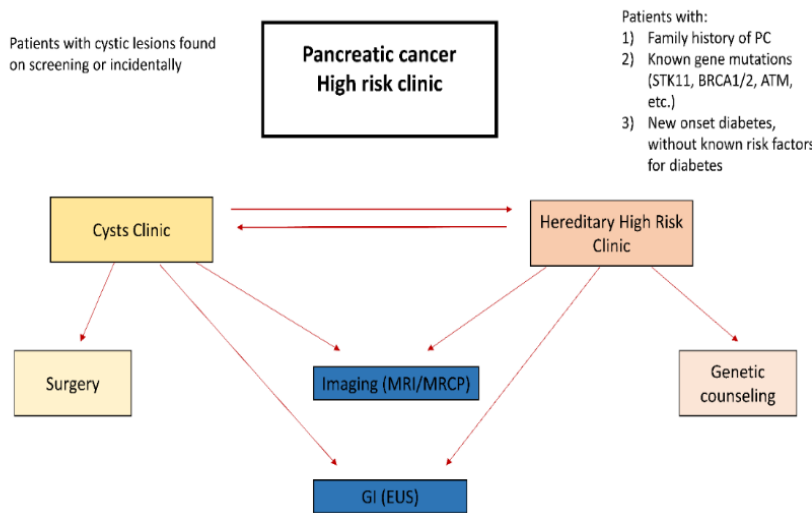 Patients with cystic lesions found
on screening or incidentally
Pancreatic cancer
High risk clinic
Patients with:
1) Family history of PC
2) Known gene mutations
(STK11, BRCA1/2, ATM,
etc.)
3) New onset diabetes,
without known risk factors
for diabetes
Cysts Clinic
Hereditary High Risk
Clinic
Surgery
Imaging (MRI/MRCP)
Genetic
counseling
GI (EUS)